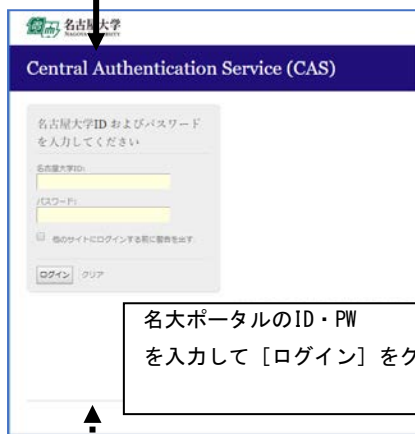 名古屋大学
NAGOYA UNIVERSITY
Central Authentication Service (CAS)
名古屋大学ID およびパスワード
を入力してください
名古屋大学ID:
パスワード:
他のサイトにログインする前に警告を出す
ログイン クリア
名大ポータルのID・PW
を入力して［ログイン］をク